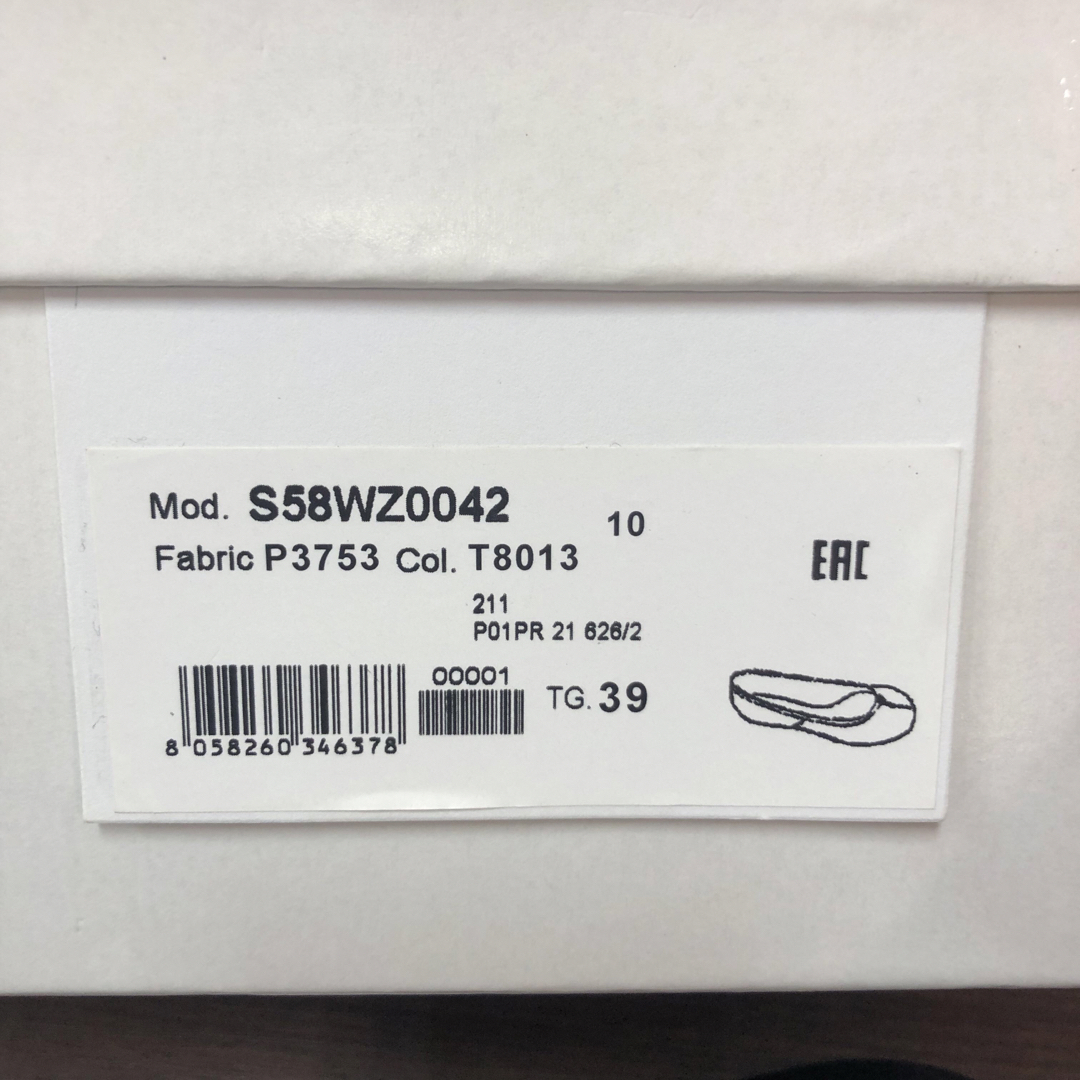 Mod. S58WZ0042
10
Fabric P3753 Col. T8013
EAC
211
P01PR 21 626/2
00001
TG. 39
8 058260 346378